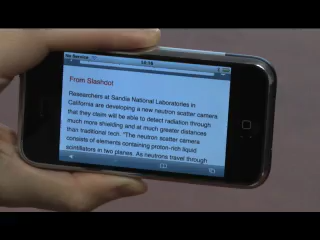 No Service
From Slashdot
Researchers at Sandia National Laboratories in
California are developing a new neutron scatter camera
that they claim will be able to detect radiation through
much more shielding and at much greater distances
than traditional tech. "The neutron scatter camera
consists of elements containing proton-rich liquid
scintillators in two planes. As neutrons travel through